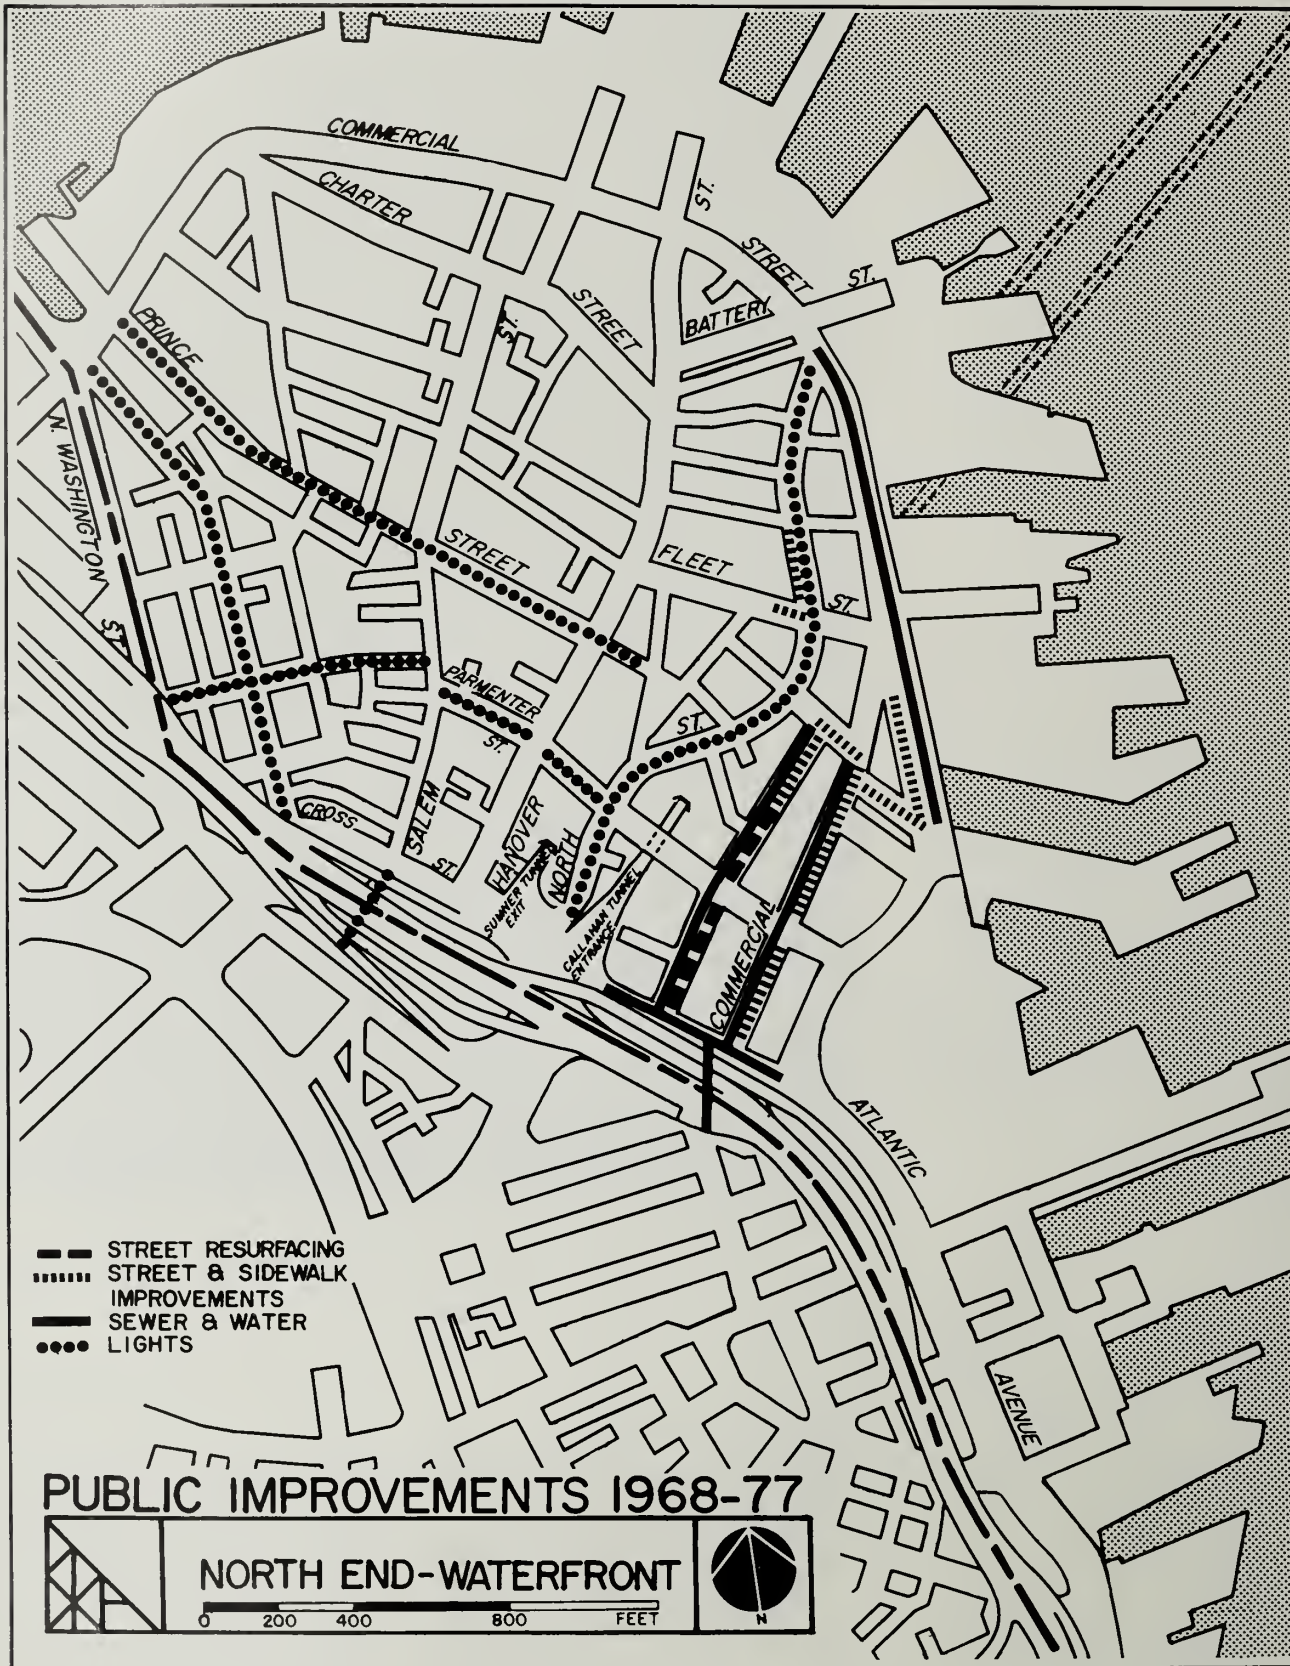 COMMERCIAL
CHARTER
ST.
STREET
ST.
BATTERY
STREET
ST.
PRINCE
N. WASHINGTON
ST.
STREET
FLEET
ST.
PARMENTER
ST.
ST.
CROSS
SALEM
ST.
HANOVER
NORTH
SUMNER TUNNEL
EXIT
CALLAHAN TUNNEL
ENTRANCE
COMMERCIAL
ATLANTIC
AVENUE
STREET RESURFACING
STREET & SIDEWALK
IMPROVEMENTS
SEWER & WATER
LIGHTS
PUBLIC IMPROVEMENTS 1968-77
NORTH END-WATERFRONT
0 200 400 800 FEET
N